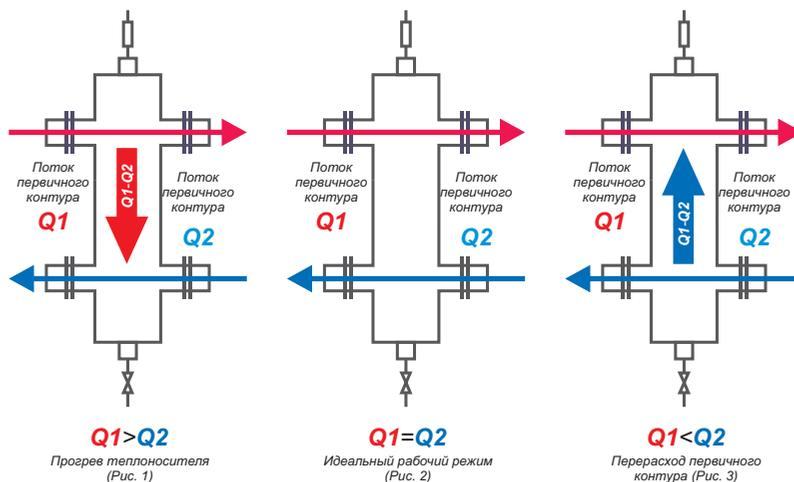 Поток
первичного
контура
Q1
Q1-Q2
Поток
первичного
контура
Q2
Q1>Q2
Прогрев теплоносителя
(Рис. 1)
Поток
первичного
контура
Q1
Поток
первичного
контура
Q2
Q1=Q2
Идеальный рабочий режим
(Рис. 2)
Поток
первичного
контура
Q1
Q1-Q2
Поток
первичного
контура
Q2
Q1<Q2
Перерасход первичного
контура (Рис. 3)